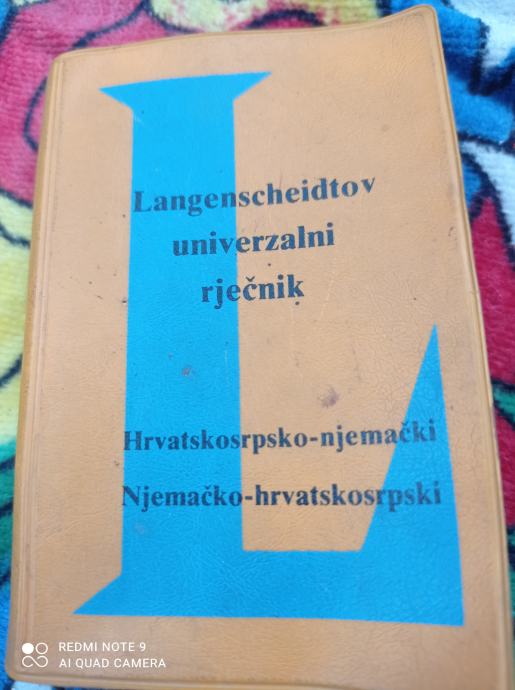 Langenscheidtov
univerzalni
rječnik
Hrvatskosrpsko-njemački
Njemačko-hrvatskosrpski
REDMI NOTE 9
AI QUAD CAMERA